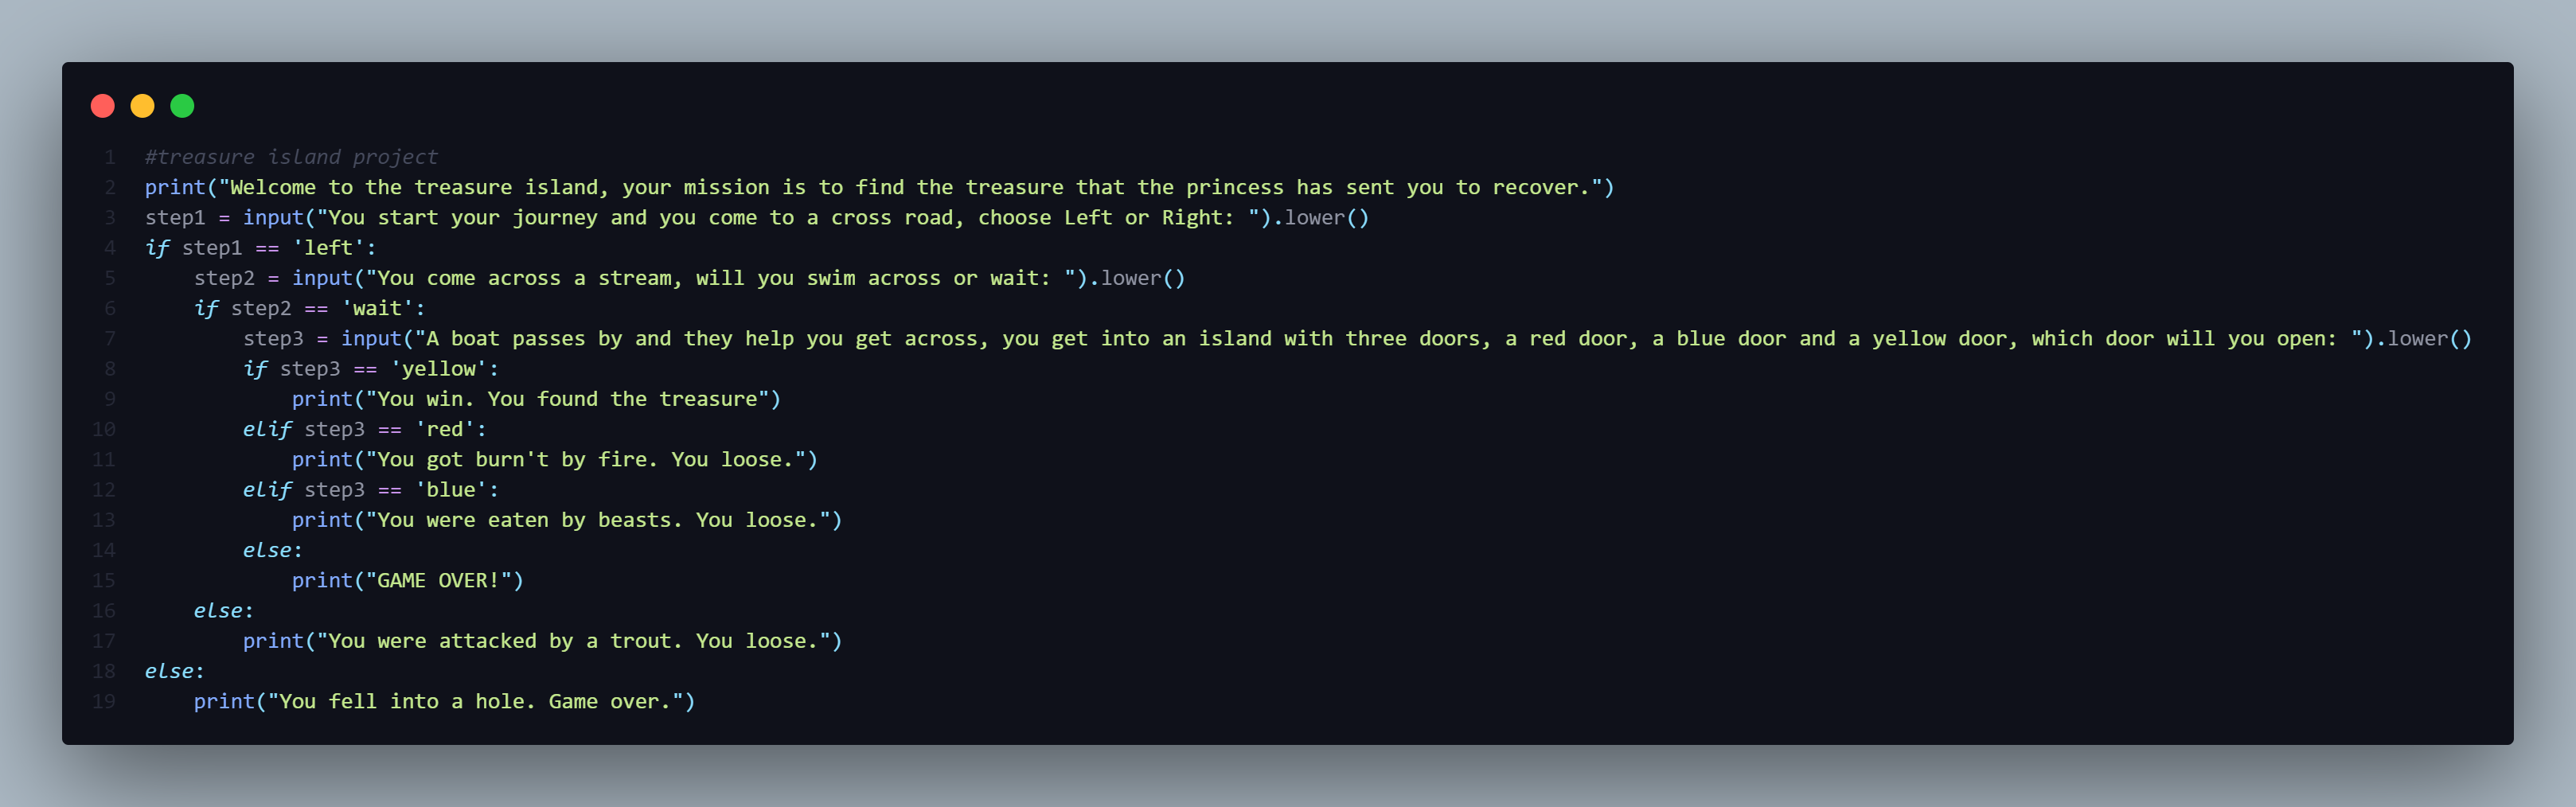 1 #treasure island project
2 print("Welcome to the treasure island, your mission is to find the treasure that the princess has sent you to recover.")
3 step1 = input("You start your journey and you come to a cross road, choose Left or Right: ").lower()
4 if step1 == 'left':
5     step2 = input("You come across a stream, will you swim across or wait: ").lower()
6     if step2 == 'wait':
7         step3 = input("A boat passes by and they help you get across, you get into an island with three doors, a red door, a blue door and a yellow door, which door will you open: ").lower()
8         if step3 == 'yellow':
9             print("You win. You found the treasure")
10         elif step3 == 'red':
11             print("You got burn't by fire. You loose.")
12         elif step3 == 'blue':
13             print("You were eaten by beasts. You loose.")
14         else:
15             print("GAME OVER!")
16     else:
17         print("You were attacked by a trout. You loose.")
18 else:
19     print("You fell into a hole. Game over.")